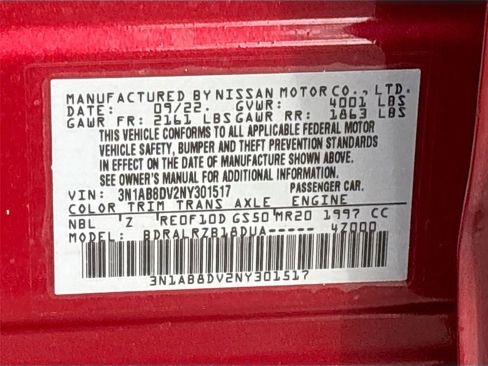 MANUFACTURED BY NISSAN MOTOR CO., LTD.
DATE: 09/22. GVWR: 4001 LBS
GAWR FR: 2161 LBS GAWR RR: 1863 LBS
THIS VEHICLE CONFORMS TO ALL APPLICABLE FEDERAL MOTOR
VEHICLE SAFETY, BUMPER AND THEFT PREVENTION STANDARDS
IN EFFECT ON THE DATE OF MANUFACTURE SHOWN ABOVE.
SEE OWNER'S MANUAL FOR ADDITIONAL INFORMATION.
VIN: 3N1AB8DV2NY301517 PASSENGER CAR.
COLOR TRIM TRANS AXLE ENGINE
NBL 'Z RE0F10D GS50 MR20 1997 CC
MODEL: BDRALRZB18DUA----- 4Z000
3N1AB8DV2NY301517